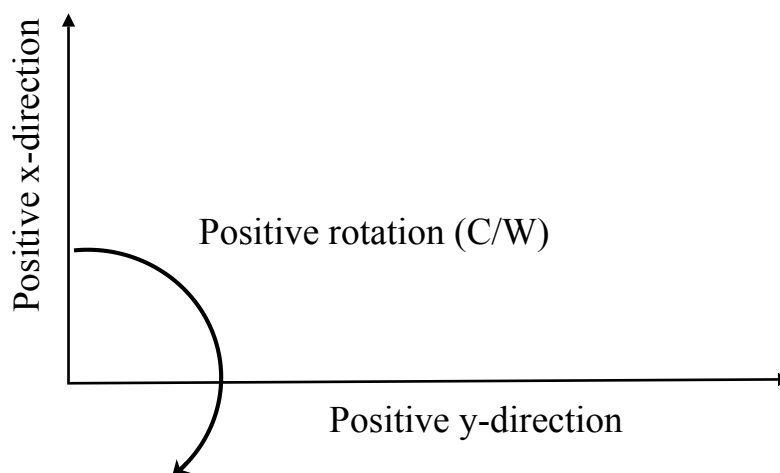 Positive x-direction
Positive rotation (C/W)
Positive y-direction